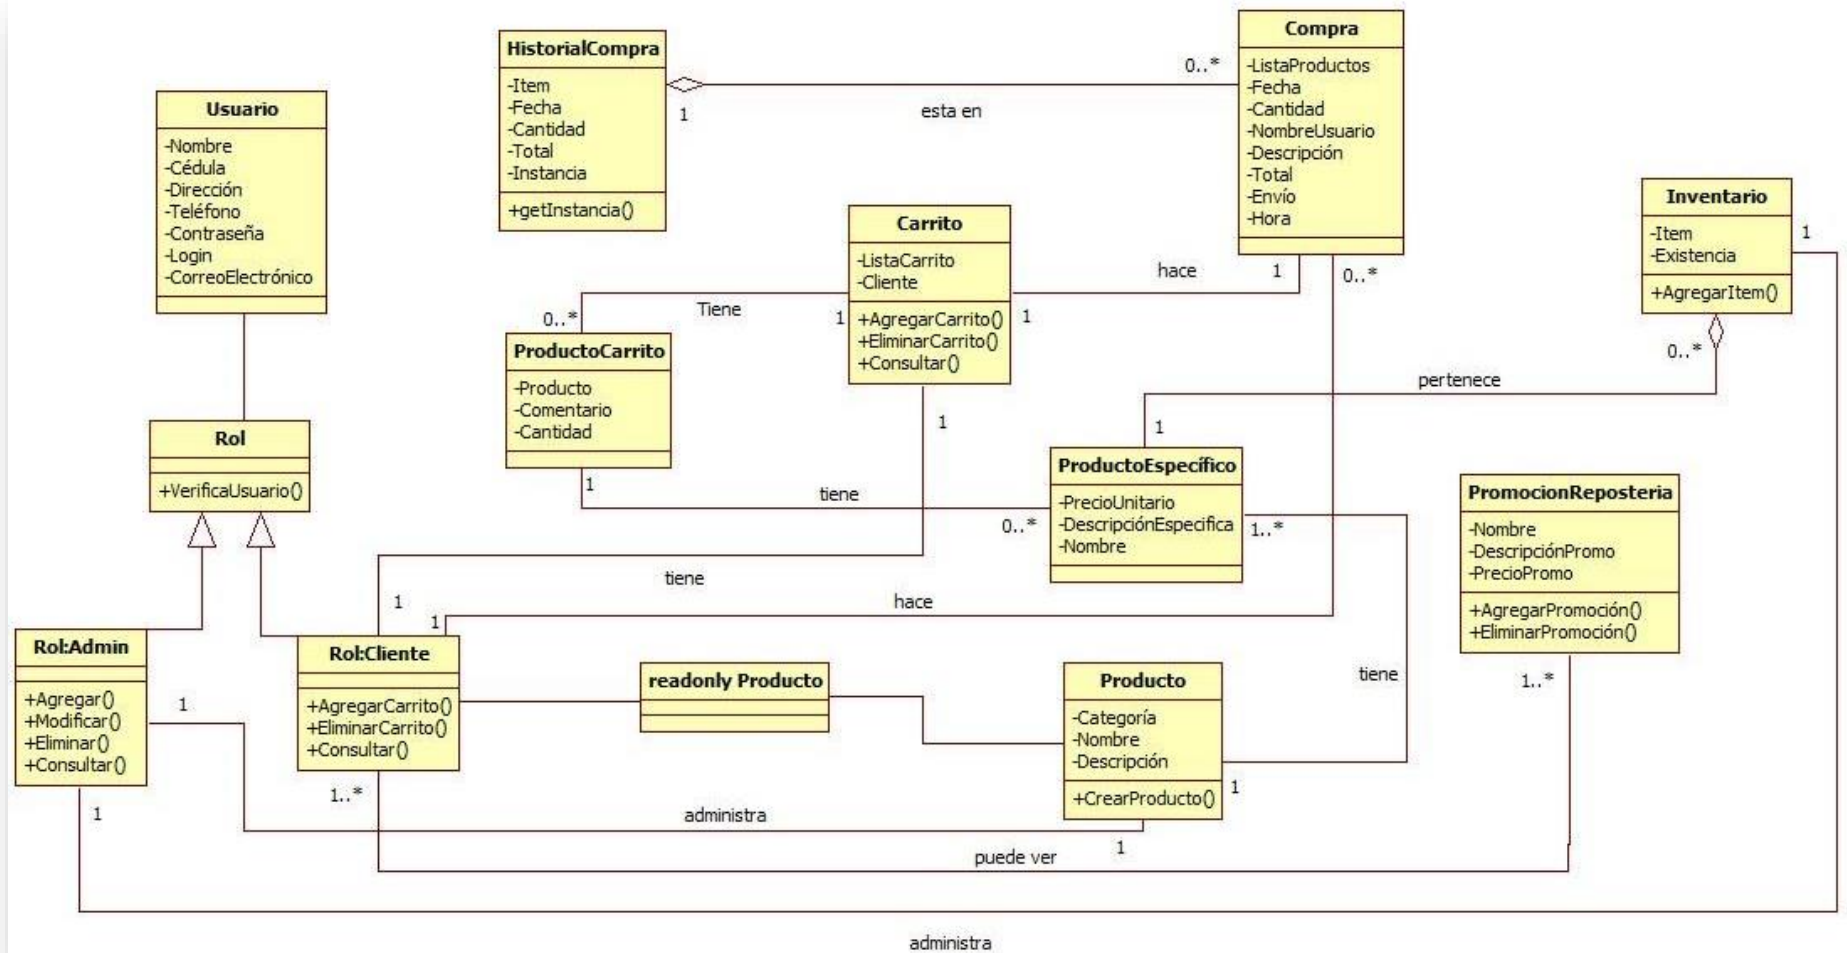 Usuario
-Nombre
-Cédula
-Dirección
-Teléfono
-Contraseña
-Login
-CorreoElectrónico
HistorialCompra
-Item
-Fecha
-Cantidad
-Total
-Instancia
+getInstancia()
1
esta en
0..*
Compra
-ListaProductos
-Fecha
-Cantidad
-NombreUsuario
-Descripción
-Total
-Envío
-Hora
1
0..*
Inventario
-Item
-Existencia
+AgregarItem()
1
0..*
Carrito
-ListaCarrito
-Cliente
+AgregarCarrito()
+EliminarCarrito()
+Consultar()
hace
1
1
1
Tiene
0..*
ProductoCarrito
-Producto
-Comentario
-Cantidad
1
tiene
0..*
pertenece
1
ProductoEspecífico
-PrecioUnitario
-DescripciónEspecifica
-Nombre
1..*
PromocionReposteria
-Nombre
-DescripciónPromo
-PrecioPromo
+AgregarPromoción()
+EliminarPromoción()
1..*
Rol
+VerificaUsuario()
tiene
1
hace
1
Rol:Admin
+Agregar()
+Modificar()
+Eliminar()
+Consultar()
1
1
Rol:Cliente
+AgregarCarrito()
+EliminarCarrito()
+Consultar()
1..*
readonly Producto
Producto
-Categoría
-Nombre
-Descripción
+CrearProducto()
tiene
1
administra
1
puede ver
administra